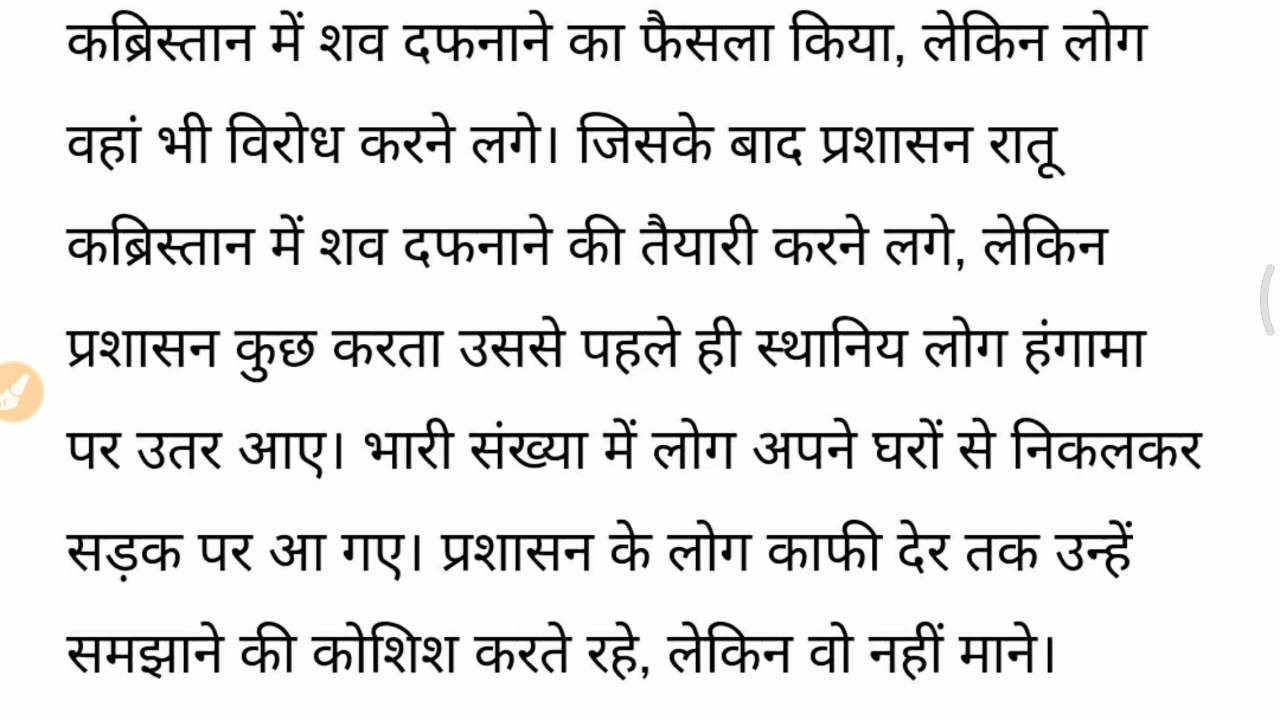 कब्रिस्तान में शव दफनाने का फैसला किया, लेकिन लोग
वहां भी विरोध करने लगे। जिसके बाद प्रशासन रातू
कब्रिस्तान में शव दफनाने की तैयारी करने लगे, लेकिन
प्रशासन कुछ करता उससे पहले ही स्थानिय लोग हंगामा
पर उतर आए। भारी संख्या में लोग अपने घरों से निकलकर
सड़क पर आ गए। प्रशासन के लोग काफी देर तक उन्हें
समझाने की कोशिश करते रहे, लेकिन वो नहीं माने।